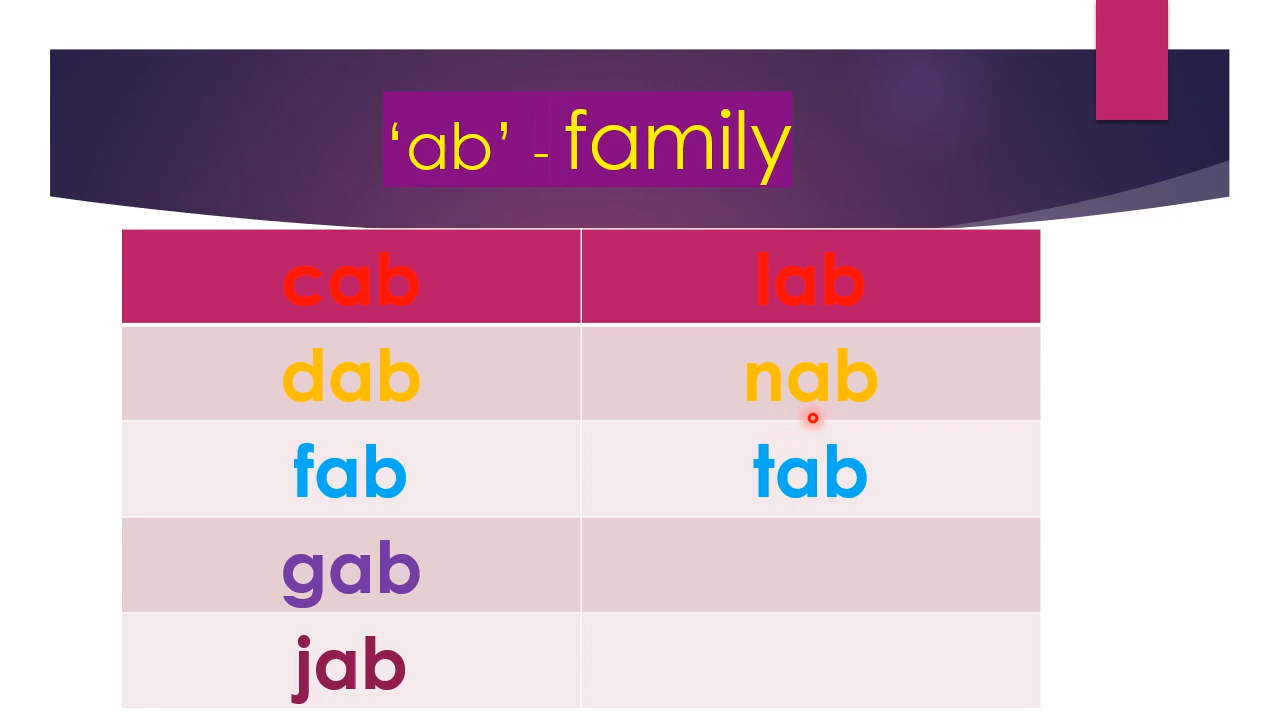 ‘ab’ - family
cab lab
dab nab
fab tab
gab
jab